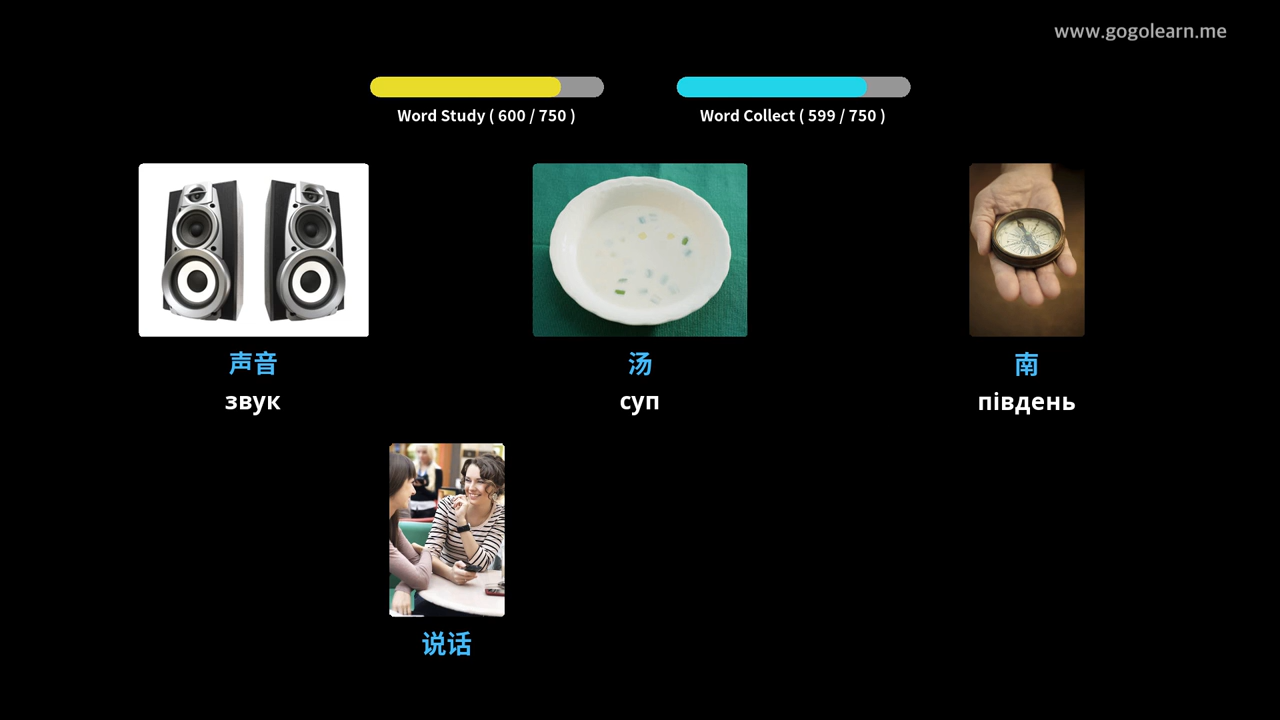 www.gogolearn.me
Word Study ( 600 / 750 )
Word Collect ( 599 / 750 )
声音
звук
汤
суп
南
південь
说话